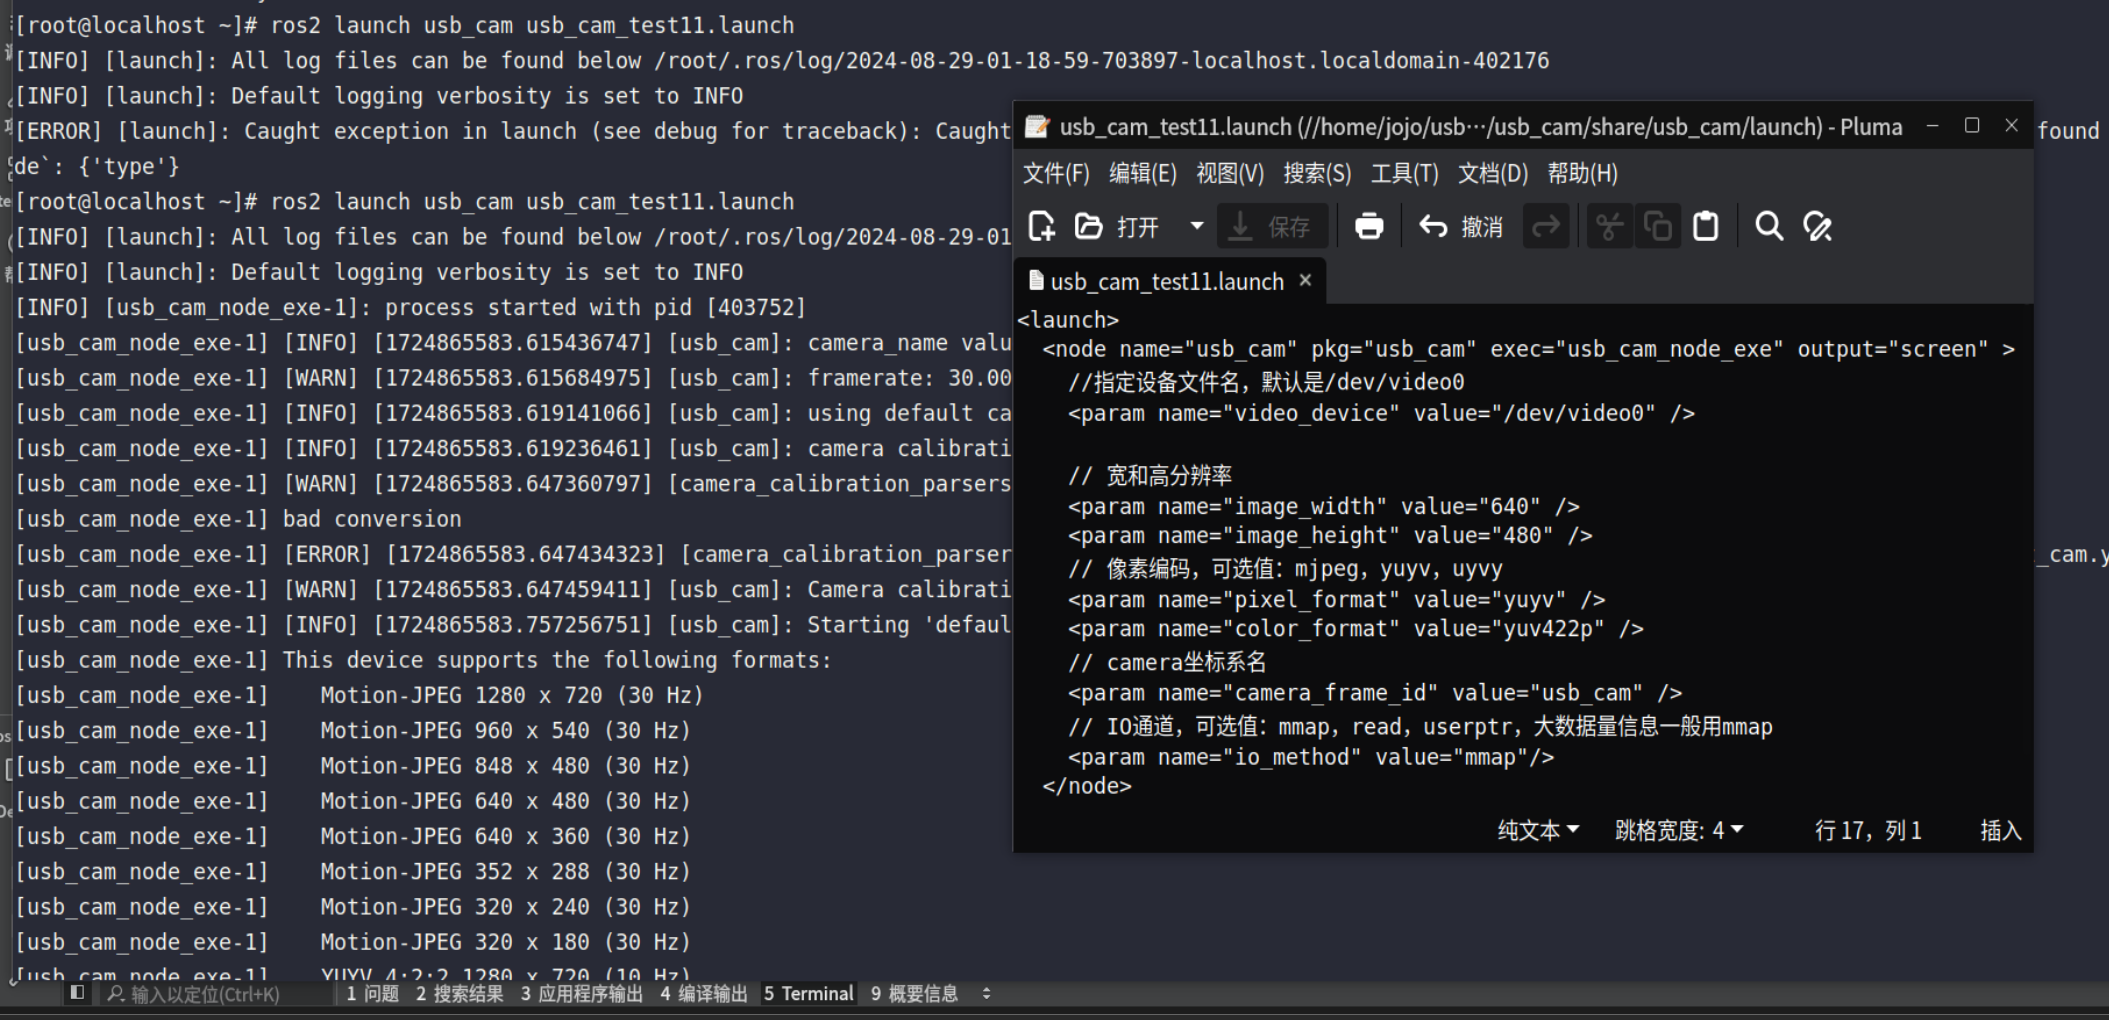 [root@localhost ~]# ros2 launch usb_cam usb_cam_test11.launch
[INFO] [launch]: All log files can be found below /root/.ros/log/2024-08-29-01-18-59-703897-localhost.localdomain-402176
[INFO] [launch]: Default logging verbosity is set to INFO
[ERROR] [launch]: Caught exception in launch (see debug for traceback): Caught
found
de`: {'type'}
[root@localhost ~]# ros2 launch usb_cam usb_cam_test11.launch
[INFO] [launch]: All log files can be found below /root/.ros/log/2024-08-29-01
[INFO] [launch]: Default logging verbosity is set to INFO
[INFO] [usb_cam_node_exe-1]: process started with pid [403752]
[usb_cam_node_exe-1] [INFO] [1724865583.615436747] [usb_cam]: camera_name valu
[usb_cam_node_exe-1] [WARN] [1724865583.615684975] [usb_cam]: framerate: 30.00
[usb_cam_node_exe-1] [INFO] [1724865583.619141066] [usb_cam]: using default ca
[usb_cam_node_exe-1] [INFO] [1724865583.619236461] [usb_cam]: camera calibrati
[usb_cam_node_exe-1] [WARN] [1724865583.647360797] [camera_calibration_parsers
[usb_cam_node_exe-1] bad conversion
[usb_cam_node_exe-1] [ERROR] [1724865583.647434323] [camera_calibration_parser
_cam.y
[usb_cam_node_exe-1] [WARN] [1724865583.647459411] [usb_cam]: Camera calibrati
[usb_cam_node_exe-1] [INFO] [1724865583.757256751] [usb_cam]: Starting 'defaul
[usb_cam_node_exe-1] This device supports the following formats:
[usb_cam_node_exe-1] Motion-JPEG 1280 x 720 (30 Hz)
[usb_cam_node_exe-1] Motion-JPEG 960 x 540 (30 Hz)
[usb_cam_node_exe-1] Motion-JPEG 848 x 480 (30 Hz)
[usb_cam_node_exe-1] Motion-JPEG 640 x 480 (30 Hz)
[usb_cam_node_exe-1] Motion-JPEG 640 x 360 (30 Hz)
[usb_cam_node_exe-1] Motion-JPEG 352 x 288 (30 Hz)
[usb_cam_node_exe-1] Motion-JPEG 320 x 240 (30 Hz)
[usb_cam_node_exe-1] Motion-JPEG 320 x 180 (30 Hz)
[usb_cam_node_exe-1] YUYV 4:2:2 1280 x 720 (10 Hz)
usb_cam_test11.launch (//home/jojo/usb···/usb_cam/share/usb_cam/launch) - Pluma
文件(F) 编辑(E) 视图(V) 搜索(S) 工具(T) 文档(D) 帮助(H)
打开 保存 撤消
usb_cam_test11.launch ×
<launch>
<node name="usb_cam" pkg="usb_cam" exec="usb_cam_node_exe" output="screen" >
//指定设备文件名，默认是/dev/video0
<param name="video_device" value="/dev/video0" />
// 宽和高分辨率
<param name="image_width" value="640" />
<param name="image_height" value="480" />
// 像素编码，可选值：mjpeg，yuyv，uyvy
<param name="pixel_format" value="yuyv" />
<param name="color_format" value="yuv422p" />
// camera坐标系名
<param name="camera_frame_id" value="usb_cam" />
// IO通道，可选值：mmap，read，userptr，大数据量信息一般用mmap
<param name="io_method" value="mmap"/>
</node>
纯文本 跳格宽度: 4 行 17，列 1 插入
输入以定位(Ctrl+K) 1 问题 2 搜索结果 3 应用程序输出 4 编译输出 5 Terminal 9 概要信息